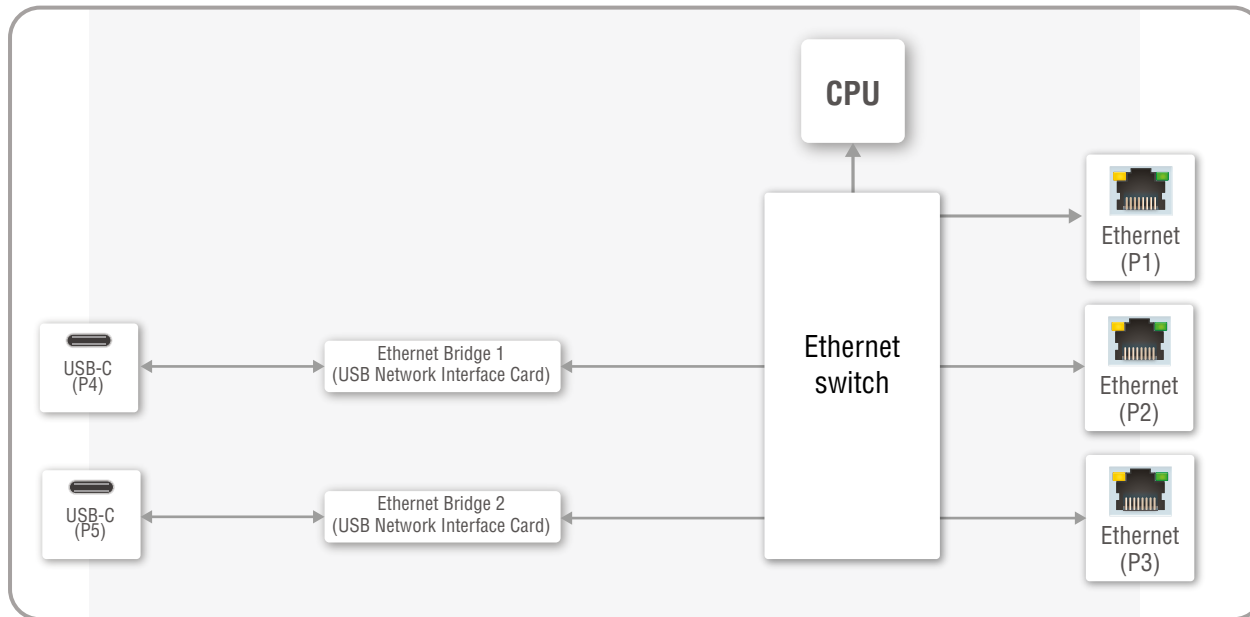 CPU
Ethernet
(P1)
Ethernet
switch
USB-C
(P4)
Ethernet Bridge 1
(USB Network Interface Card)
Ethernet
(P2)
USB-C
(P5)
Ethernet Bridge 2
(USB Network Interface Card)
Ethernet
(P3)